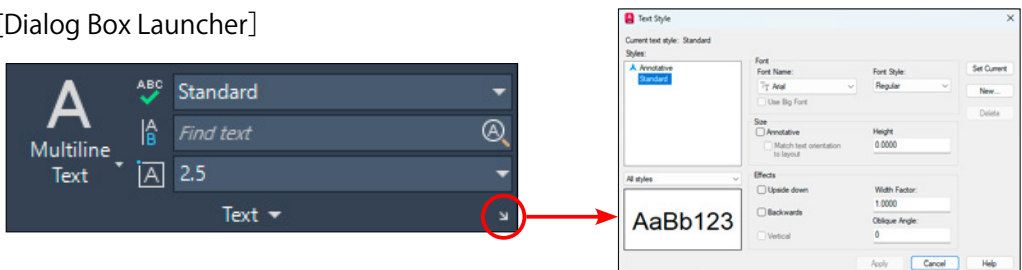 [Dialog Box Launcher]
A
Multiline
Text
ABC
Standard
A
B
Find text
A
A
2.5
Text
Text Style
Current text style: Standard
Styles:
Annotative
Standard
All styles
AaBb123
Font
Font Name:
Arial
Font Style:
Regular
Use Big Font
Size
Annotative
Match text orientation
to layout
Height
0.0000
Effects
Upside down
Backwards
Vertical
Width Factor:
1.0000
Oblique Angle:
0
Set Current
New...
Delete
Apply
Cancel
Help